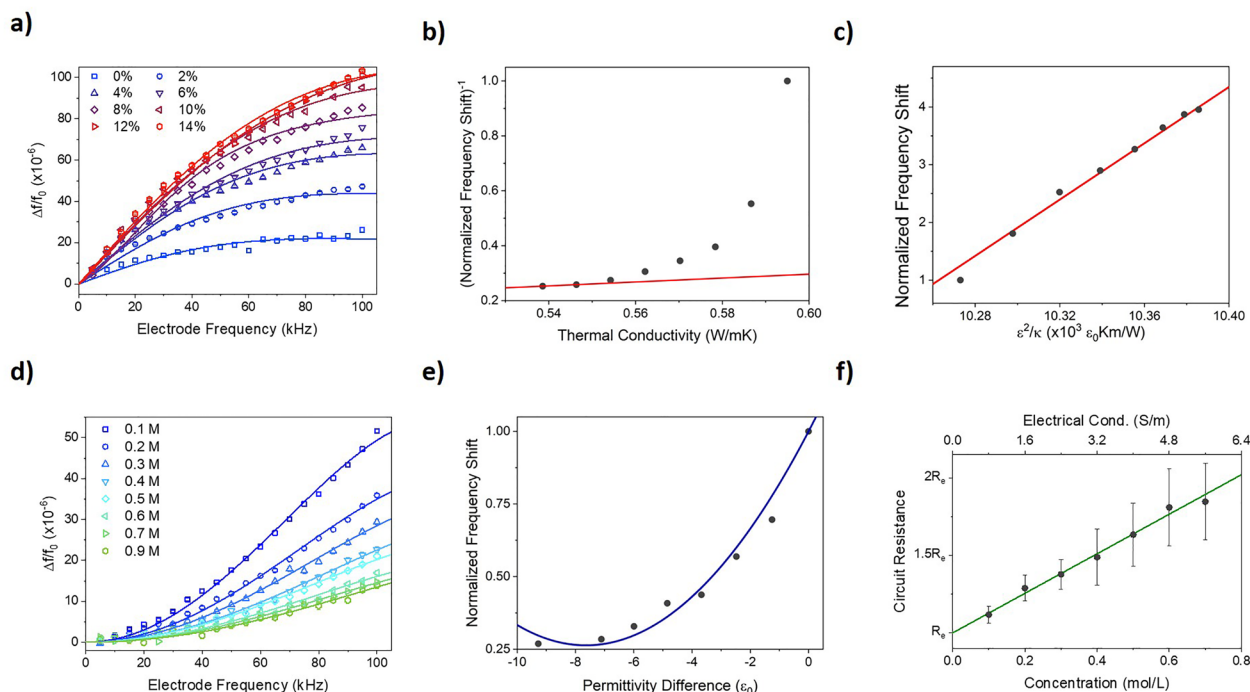 a)
0% 2%
4% 6%
8% 10%
12% 14%
100
80
60
40
20
0
Δf/f₀ (x10⁻⁶)
0 20 40 60 80 100
Electrode Frequency (kHz)
b)
1.0
0.8
0.6
0.4
0.2
(Normalized Frequency Shift)⁻¹
0.54 0.56 0.58 0.60
Thermal Conductivity (W/mK)
c)
4
3
2
1
Normalized Frequency Shift
10.28 10.32 10.36 10.40
ε²/κ (x10³ ε₀Km/W)
d)
0.1 M
0.2 M
0.3 M
0.4 M
0.5 M
0.6 M
0.7 M
0.9 M
50
40
30
20
10
0
Δf/f₀ (x10⁻⁶)
0 20 40 60 80 100
Electrode Frequency (kHz)
e)
1.00
0.75
0.50
0.25
Normalized Frequency Shift
-10 -8 -6 -4 -2 0
Permittivity Difference (ε₀)
f)
Electrical Cond. (S/m)
0.0 1.6 3.2 4.8 6.4
2Rₑ
1.5Rₑ
Rₑ
Circuit Resistance
0.0 0.2 0.4 0.6 0.8
Concentration (mol/L)